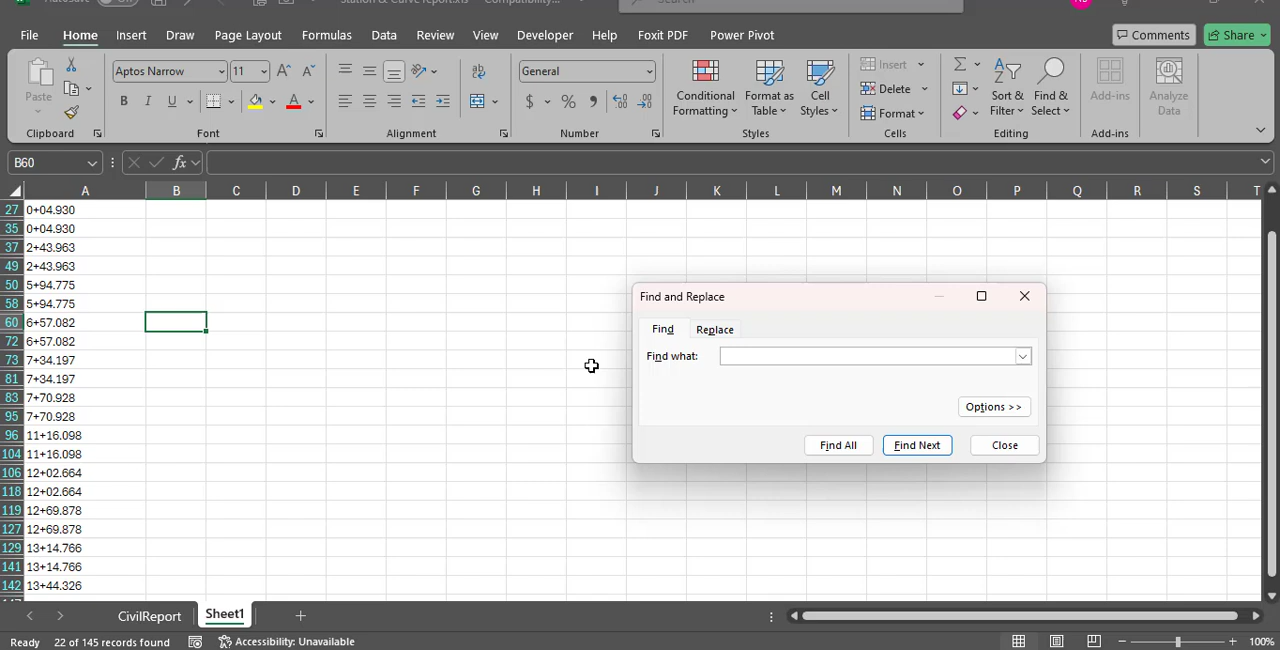 Station & Curve report.xls - Compatibility...
File Home Insert Draw Page Layout Formulas Data Review View Developer Help Foxit PDF Power Pivot Comments Share
Paste
Clipboard
Aptos Narrow 11 A A
B I U A
Font
Alignment
General
$ % 9
Number
Conditional Formatting
Format as Table
Cell Styles
Styles
Insert
Delete
Format
Cells
Sort & Filter
Find & Select
Editing
Add-ins
Add-ins
Analyze Data
B60 fx
A B C D E F G H I J K L M N O P Q R S T
27 0+04.930
35 0+04.930
37 2+43.963
49 2+43.963
50 5+94.775
58 5+94.775
60 6+57.082
72 6+57.082
73 7+34.197
81 7+34.197
83 7+70.928
95 7+70.928
96 11+16.098
104 11+16.098
106 12+02.664
118 12+02.664
119 12+69.878
127 12+69.878
129 13+14.766
141 13+14.766
142 13+44.326
Find and Replace
Find Replace
Find what:
Options >>
Find All Find Next Close
CivilReport Sheet1
Ready 22 of 145 records found Accessibility: Unavailable 100%